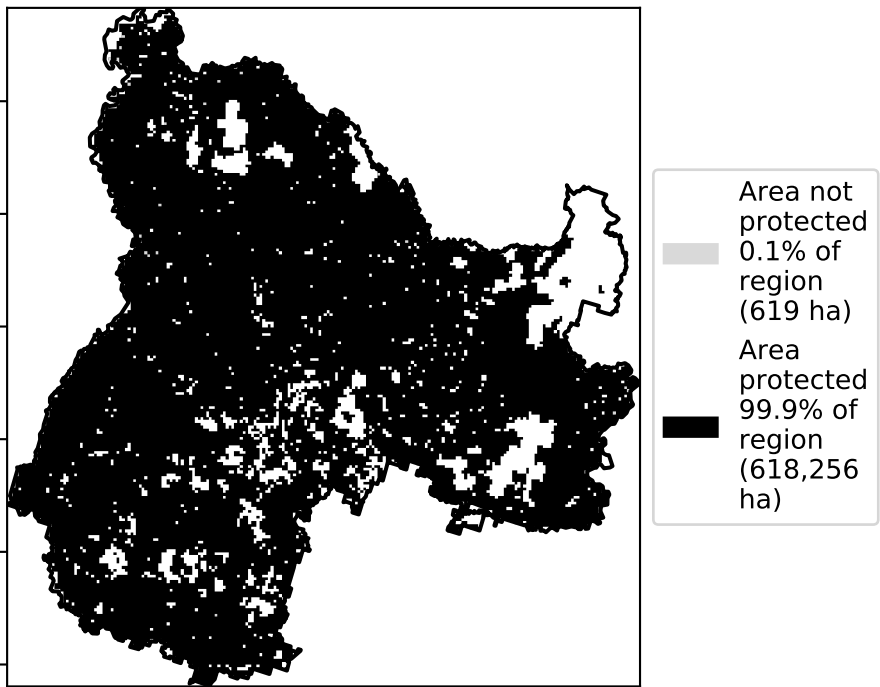 Area not
protected
0.1% of
region
(619 ha)
Area
protected
99.9% of
region
(618,256
ha)